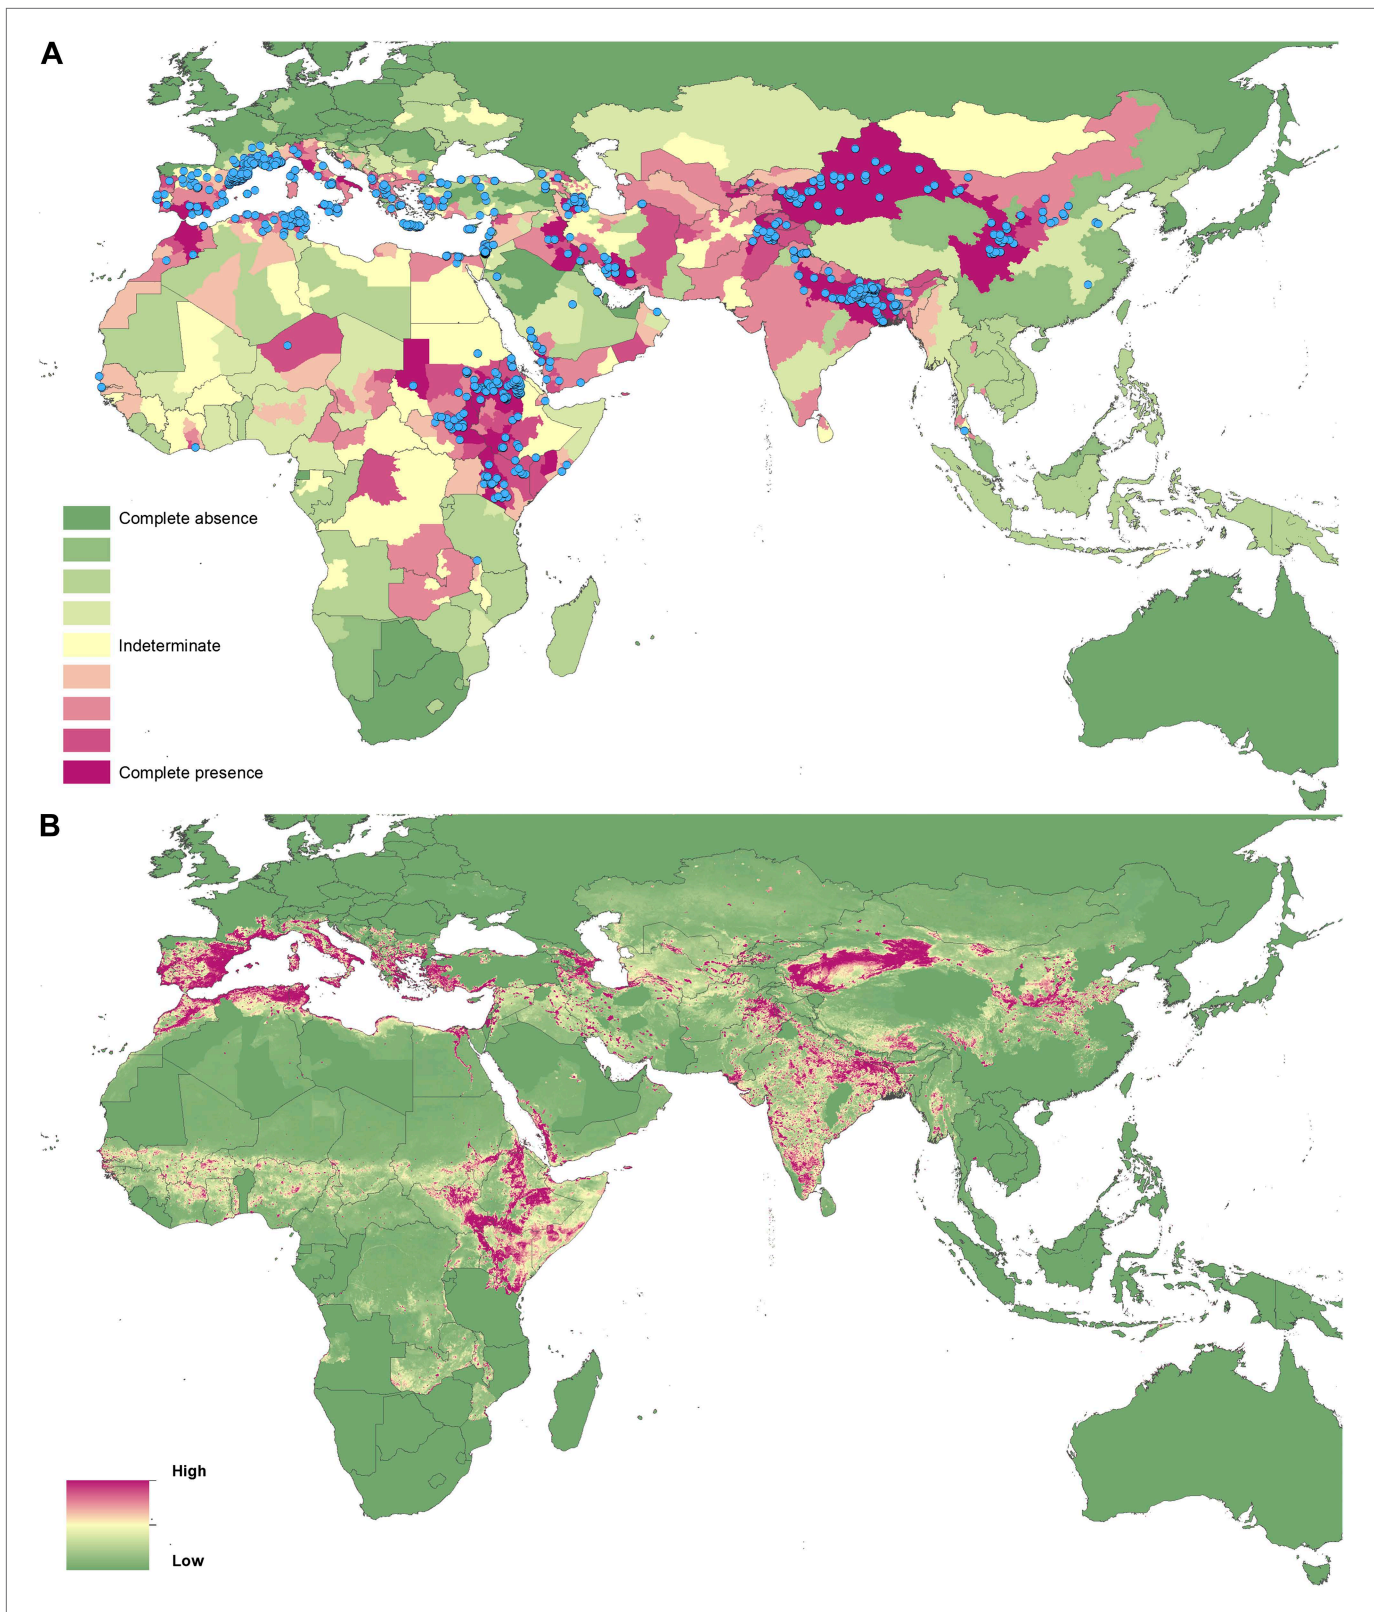 A
Complete absence
Indeterminate
Complete presence
B
High
Low